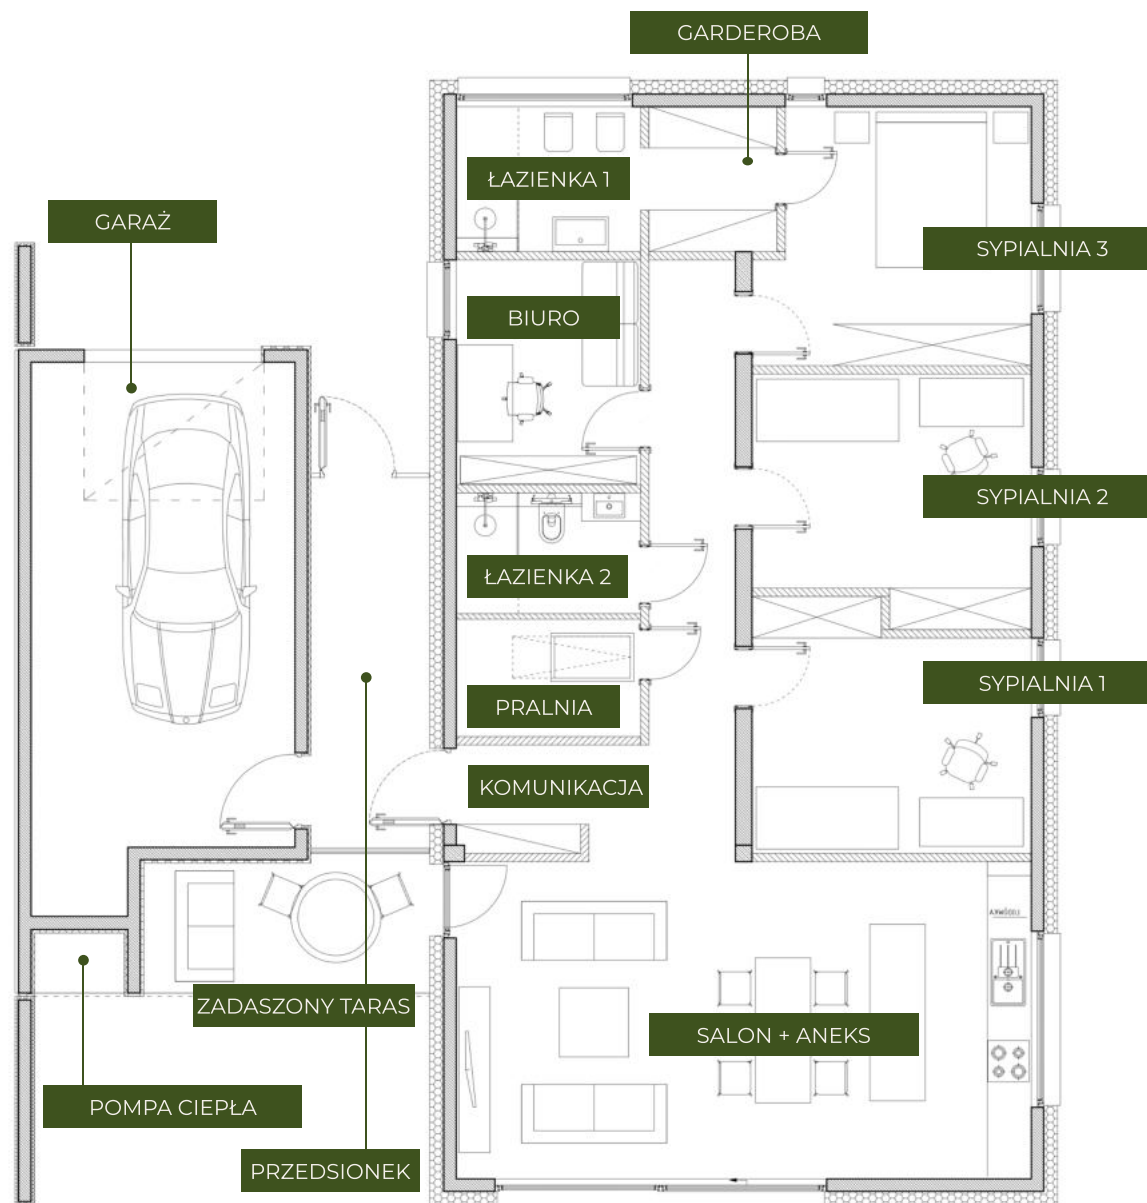 GARDEROBA
ŁAZIENKA 1
GARAŻ
SYPIALNIA 3
BIURO
SYPIALNIA 2
ŁAZIENKA 2
SYPIALNIA 1
PRALNIA
KOMUNIKACJA
ZADASZONY TARAS
SALON + ANEKS
POMPA CIEPŁA
PRZEDSIONEK